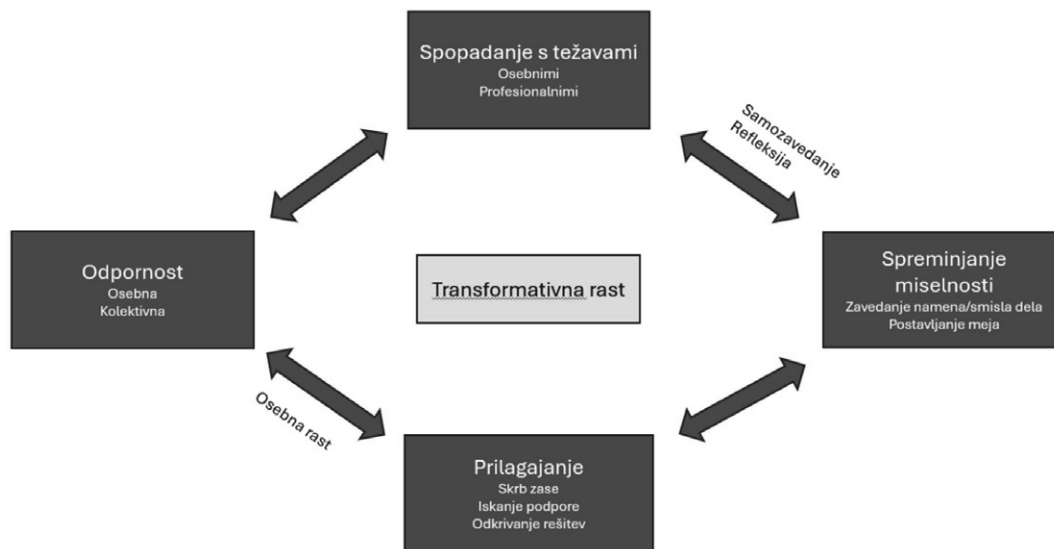 Spopadanje s težavami
Osebnimi
Profesionalnimi
Samozavedanje
Refleksija
Odpornost
Osebna
Kolektivna
Transformativna rast
Spreminjanje
miselnosti
Zavedanje namena/smisla dela
Postavljanje meja
Osebna rast
Prilagajanje
Skrb zase
Iskanje podpore
Odkrivanje rešitev